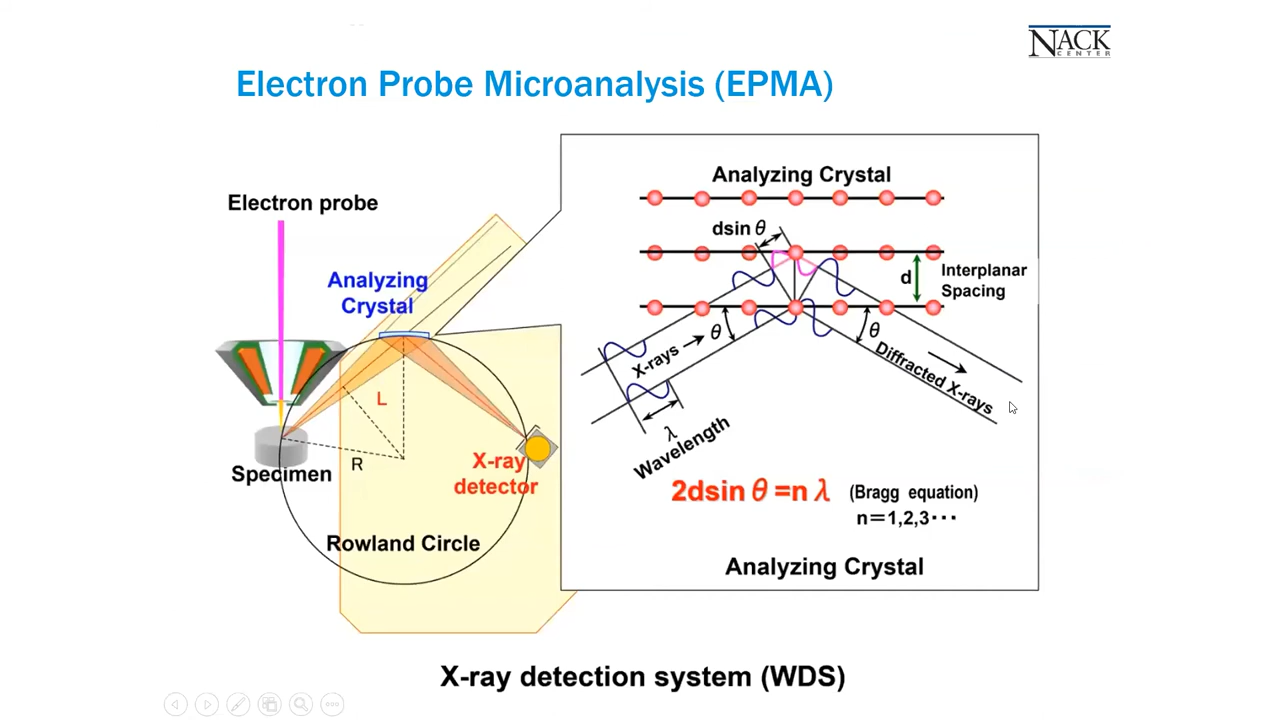 NACK
CENTER
Electron Probe Microanalysis (EPMA)
Electron probe
Analyzing
Crystal
L
R
Specimen
X-ray
detector
Rowland Circle
Analyzing Crystal
dsin θ
d
Interplanar
Spacing
θ
θ
X-rays
Diffracted X-rays
λ
Wavelength
2dsin θ =n λ (Bragg equation)
n＝1,2,3･･･
Analyzing Crystal
X-ray detection system (WDS)